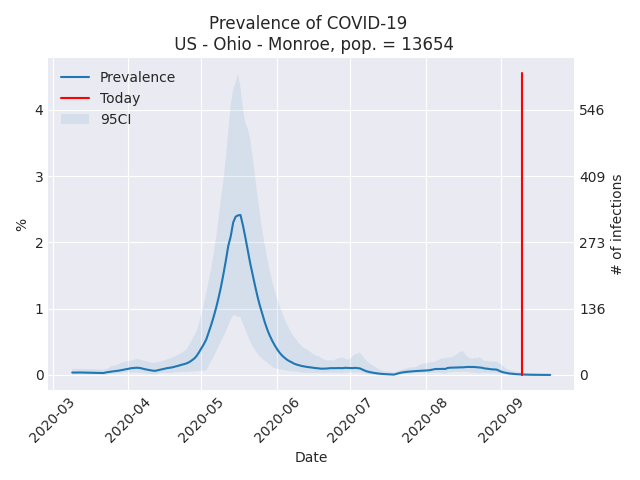 Prevalence of COVID-19
US - Ohio - Monroe, pop. = 13654
Prevalence
Today
95CI
4
3
2
1
0
%
546
409
273
136
0
# of infections
2020-03
2020-04
2020-05
2020-06
2020-07
2020-08
2020-09
Date